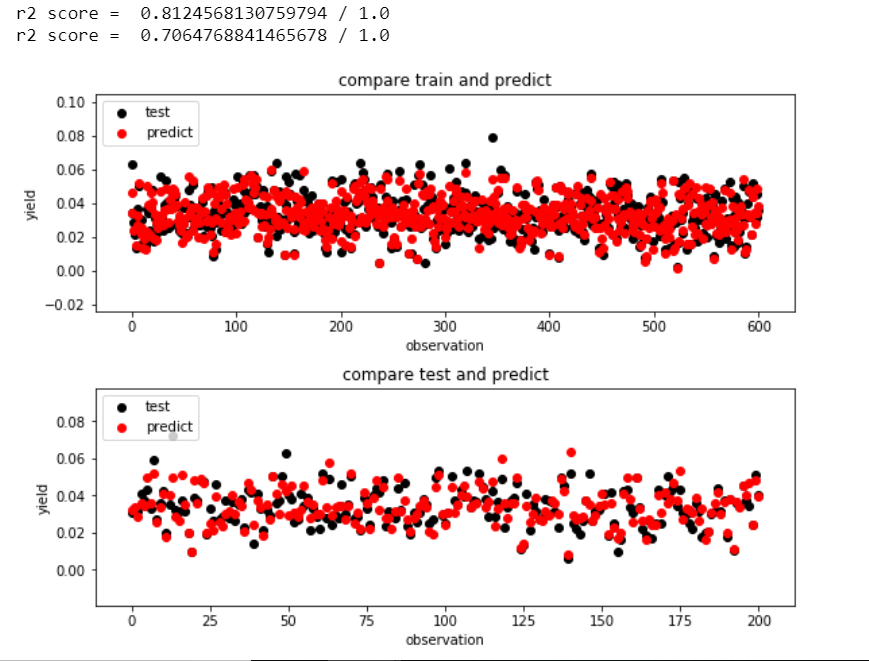 r2 score =  0.8124568130759794 / 1.0
r2 score =  0.7064768841465678 / 1.0
compare train and predict
test
predict
0.10
0.08
0.06
0.04
0.02
0.00
−0.02
yield
0 100 200 300 400 500 600
observation
compare test and predict
test
predict
0.08
0.06
0.04
0.02
0.00
yield
0 25 50 75 100 125 150 175 200
observation